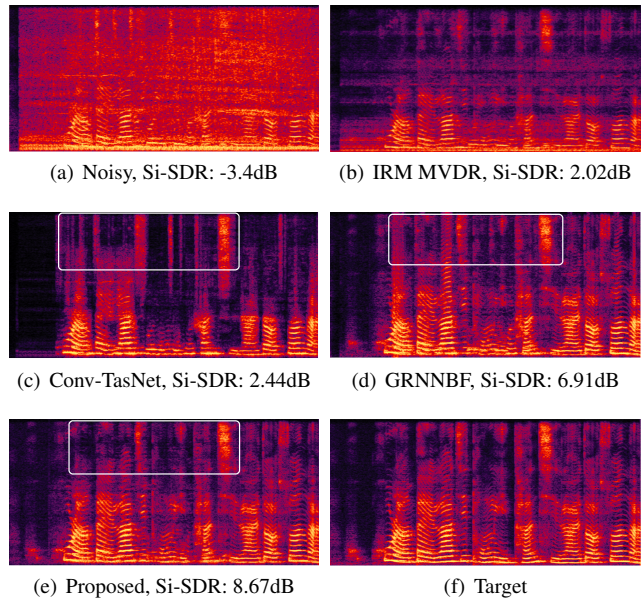 (a) Noisy, Si-SDR: -3.4dB
(b) IRM MVDR, Si-SDR: 2.02dB
(c) Conv-TasNet, Si-SDR: 2.44dB
(d) GRNNBF, Si-SDR: 6.91dB
(e) Proposed, Si-SDR: 8.67dB
(f) Target